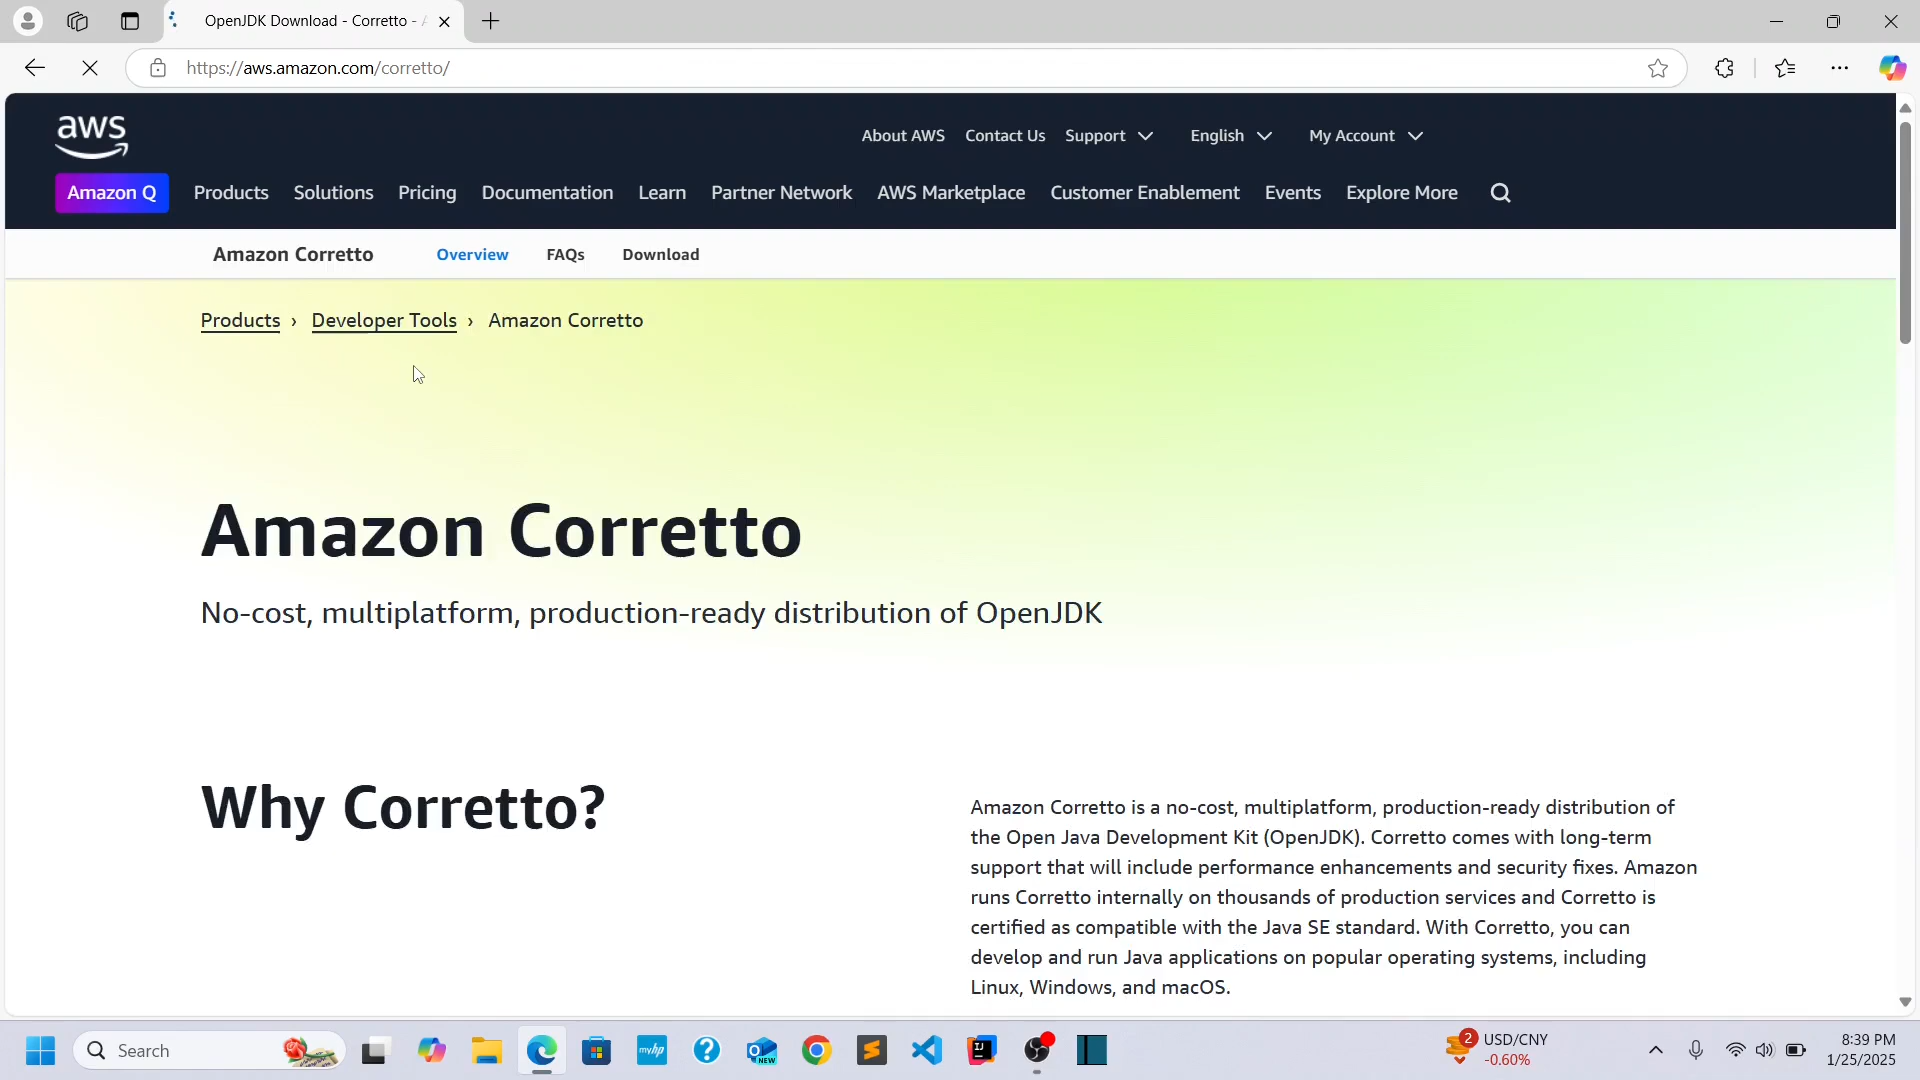 OpenJDK Download - Corretto -
https://aws.amazon.com/corretto/
aws
About AWS Contact Us Support English My Account
Amazon Q Products Solutions Pricing Documentation Learn Partner Network AWS Marketplace Customer Enablement Events Explore More
Amazon Corretto Overview FAQs Download
Products › Developer Tools › Amazon Corretto
Amazon Corretto
No-cost, multiplatform, production-ready distribution of OpenJDK
Why Corretto?
Amazon Corretto is a no-cost, multiplatform, production-ready distribution of
the Open Java Development Kit (OpenJDK). Corretto comes with long-term
support that will include performance enhancements and security fixes. Amazon
runs Corretto internally on thousands of production services and Corretto is
certified as compatible with the Java SE standard. With Corretto, you can
develop and run Java applications on popular operating systems, including
Linux, Windows, and macOS.
Search
myhp
NEW
IJ
2
USD/CNY
-0.60%
8:39 PM
1/25/2025